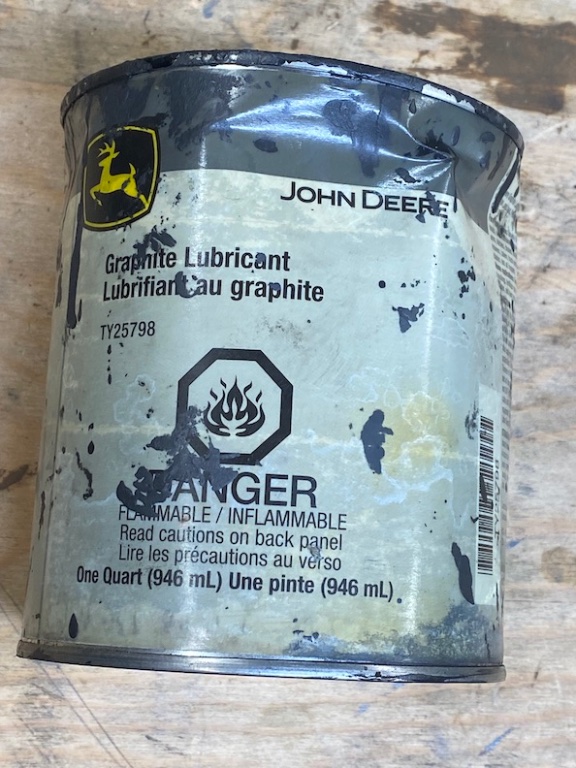 JOHN DEERE
Graphite Lubricant
Lubrifiant au graphite
TY25798
DANGER
FLAMMABLE / INFLAMMABLE
Read cautions on back panel
Lire les précautions au verso
One Quart (946 mL) Une pinte (946 mL)